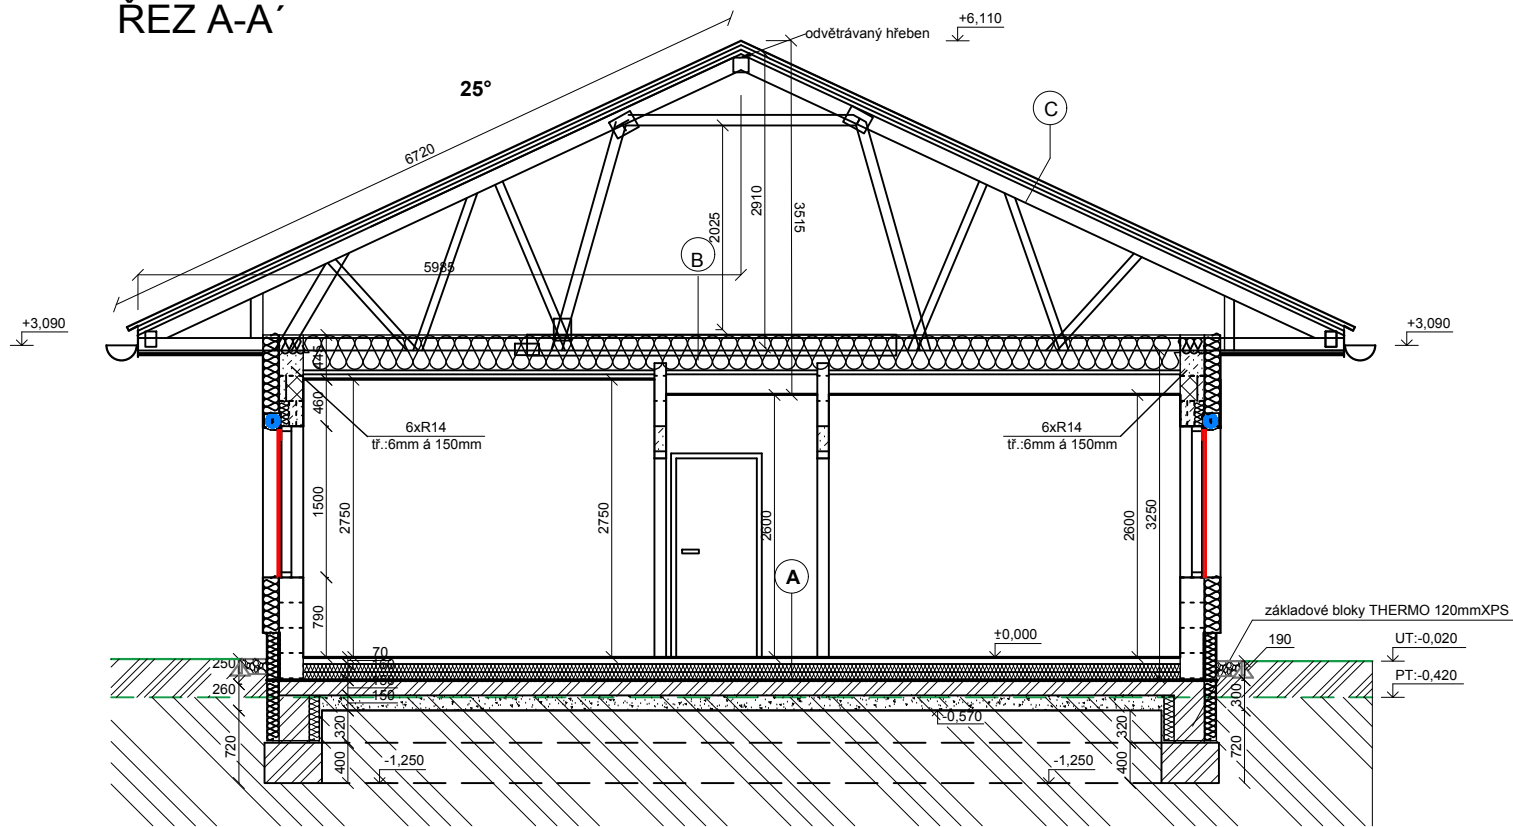 ŘEZ A-A´
+6,110
odvětrávaný hřeben
25°
C
6720
2910
3515
2025
B
5985
+3,090
+3,090
445
460
6xR14
tř.:6mm á 150mm
6xR14
tř.:6mm á 150mm
1500
2750
2750
2600
2600
3250
A
790
základové bloky THERMO 120mmXPS
±0,000
190
UT:-0,020
70
250
PT:-0,420
260
150
300
-0,570
320
320
720
720
-1,250
-1,250
400
400